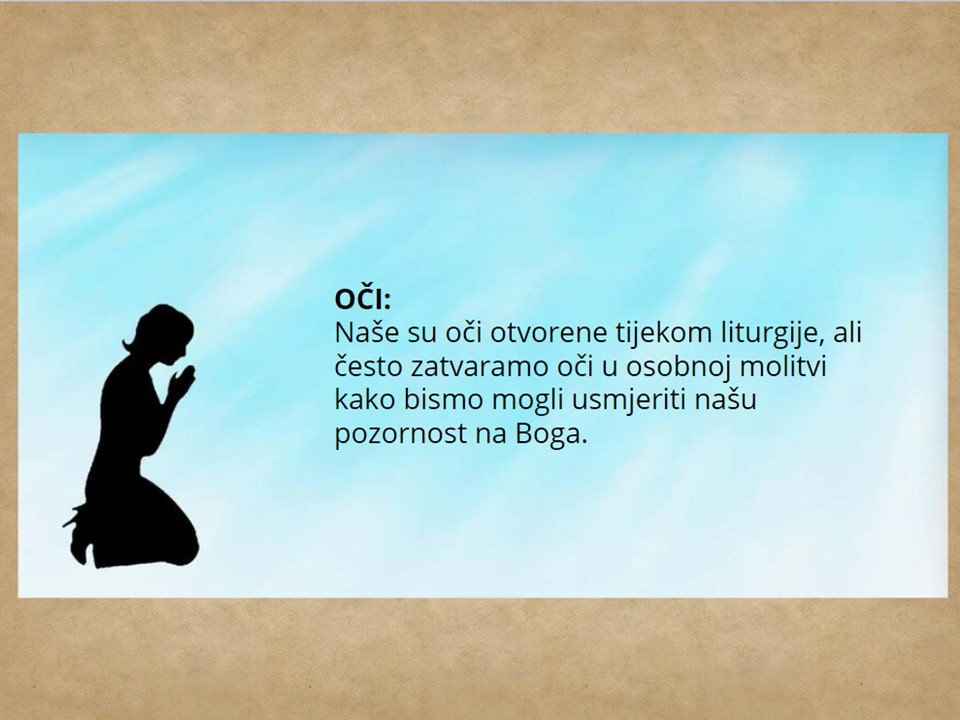 OČI:
Naše su oči otvorene tijekom liturgije, ali
često zatvaramo oči u osobnoj molitvi
kako bismo mogli usmjeriti našu
pozornost na Boga.